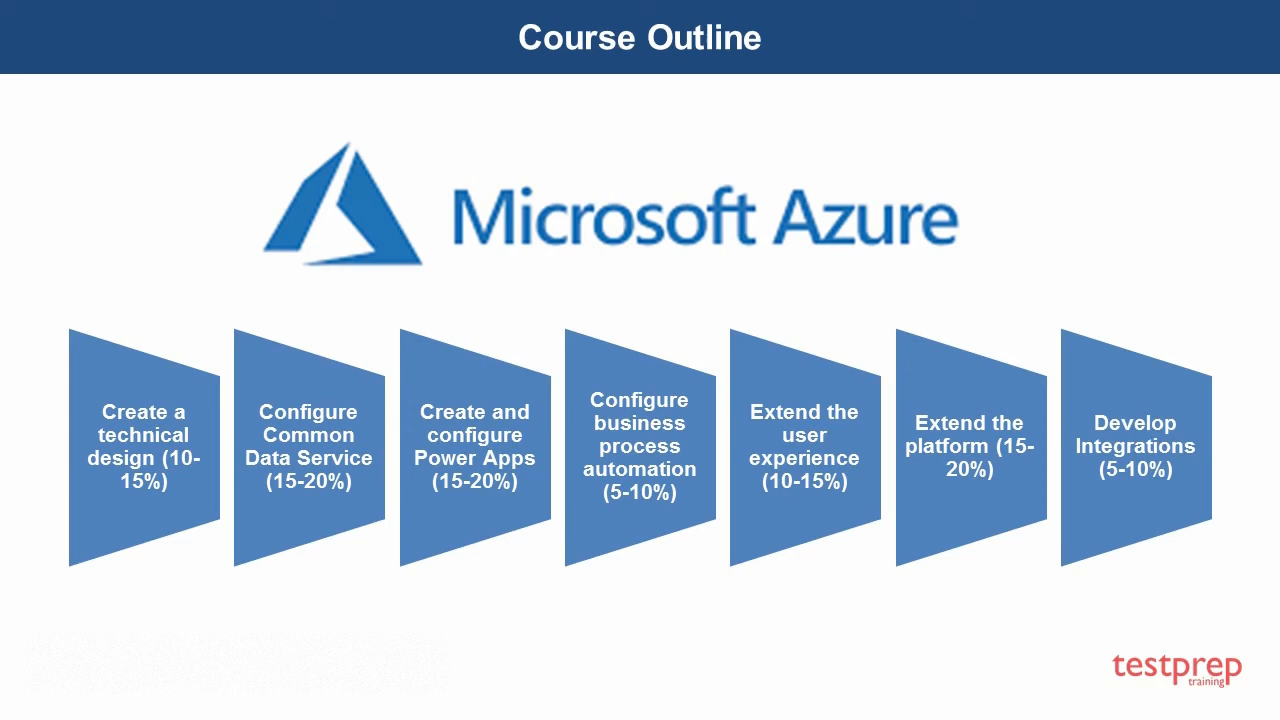 Course Outline
Microsoft Azure
Create a
technical
design (10-
15%)
Configure
Common
Data Service
(15-20%)
Create and
configure
Power Apps
(15-20%)
Configure
business
process
automation
(5-10%)
Extend the
user
experience
(10-15%)
Extend the
platform (15-
20%)
Develop
Integrations
(5-10%)
testprep
training